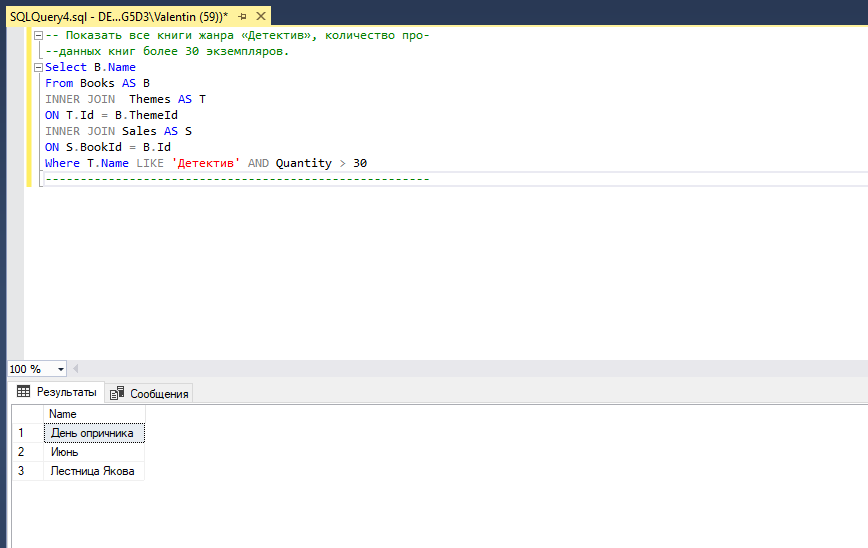 SQLQuery4.sql - DE...G5D3\Valentin (59))*
-- Показать все книги жанра «Детектив», количество про-
--данных книг более 30 экземпляров.
Select B.Name
From Books AS B
INNER JOIN  Themes AS T
ON T.Id = B.ThemeId
INNER JOIN Sales AS S
ON S.BookId = B.Id
Where T.Name LIKE 'Детектив' AND Quantity > 30
-------------------------------------------------------
100 %
Результаты Сообщения
Name
1 День опричника
2 Июнь
3 Лестница Якова